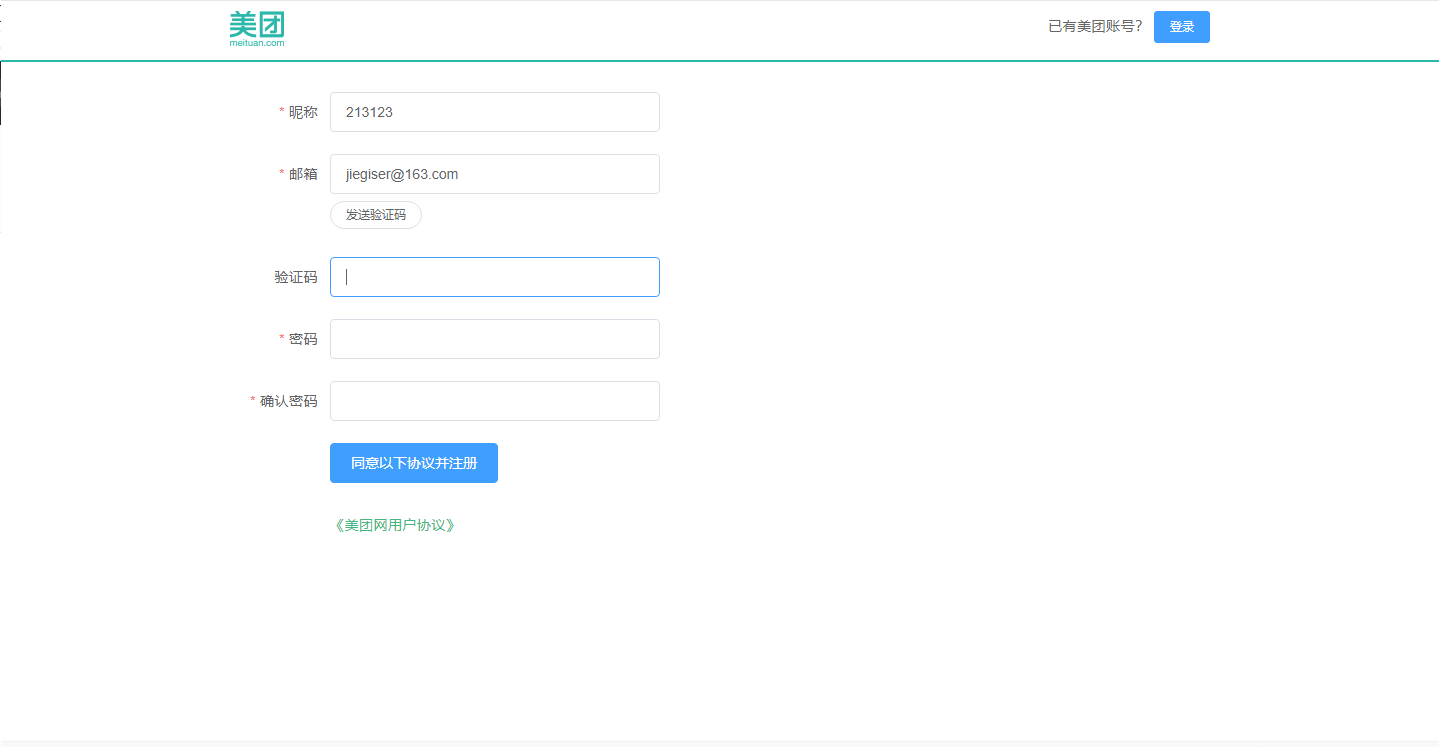 美团
meituan.com
已有美团账号？ 登录
* 昵称 213123
* 邮箱 jiegiser@163.com
发送验证码
验证码
* 密码
* 确认密码
同意以下协议并注册
《美团网用户协议》